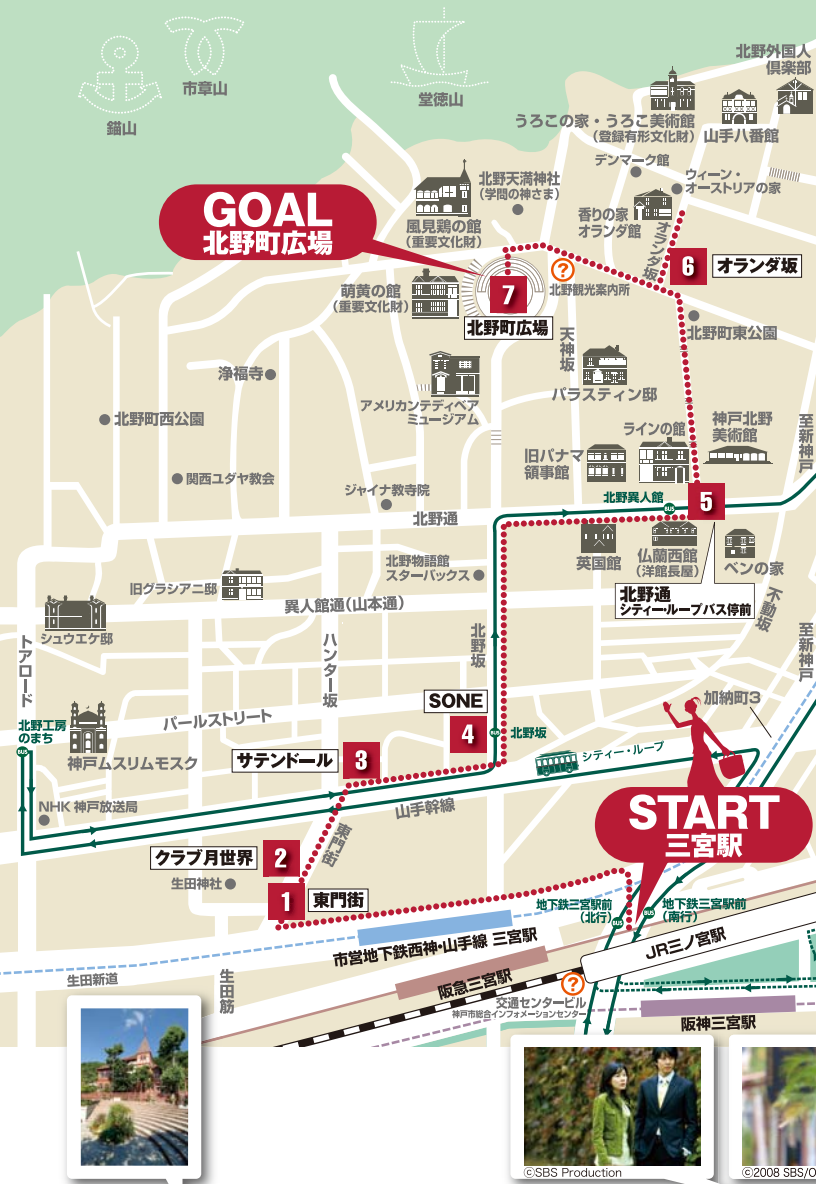 北野外国人
倶楽部
市章山
堂徳山
錨山
うろこの家・うろこ美術館
(登録有形文化財)
山手八番館
デンマーク館
ウィーン・
オーストリアの家
北野天満神社
(学問の神さま)
香りの家
オランダ館
オランダ坂
GOAL
北野町広場
風見鶏の館
(重要文化財)
6
オランダ坂
?
北野観光案内所
萌黄の館
(重要文化財)
7
北野町広場
北野町東公園
天神坂
浄福寺
パラスティン邸
アメリカンテディベア
ミュージアム
北野町西公園
ラインの館
神戸北野
美術館
至新神戸
旧パナマ
領事館
関西ユダヤ教会
ジャイナ教寺院
北野異人館
BUS
5
北野通
英国館
仏蘭西館
(洋館長屋)
ベンの家
北野物語館
スターバックス
旧グラシアニ邸
異人館通(山本通)
北野通
シティー・ループバス停前
不動坂
シュウエケ邸
トアロード
ハンター坂
北野坂
至新神戸
SONE
4
加納町3
北野工房
のまち
BUS
パールストリート
BUS
北野坂
サテンドール
3
シティー・ループ
神戸ムスリムモスク
NHK 神戸放送局
山手幹線
START
三宮駅
東門街
クラブ月世界
2
生田神社
1
東門街
地下鉄三宮駅前
(北行)
BUS
地下鉄三宮駅前
(南行)
BUS
市営地下鉄西神・山手線 三宮駅
JR三ノ宮駅
生田新道
生田筋
阪急三宮駅
?
交通センタービル
神戸市総合インフォメーションセンター
阪神三宮駅
©SBS Production
©2008 SBS/O